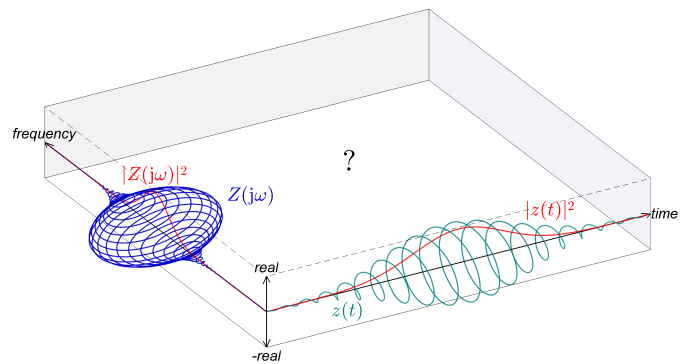 ?
frequency
|Z(jω)|²
Z(jω)
|z(t)|²
time
real
z(t)
-real